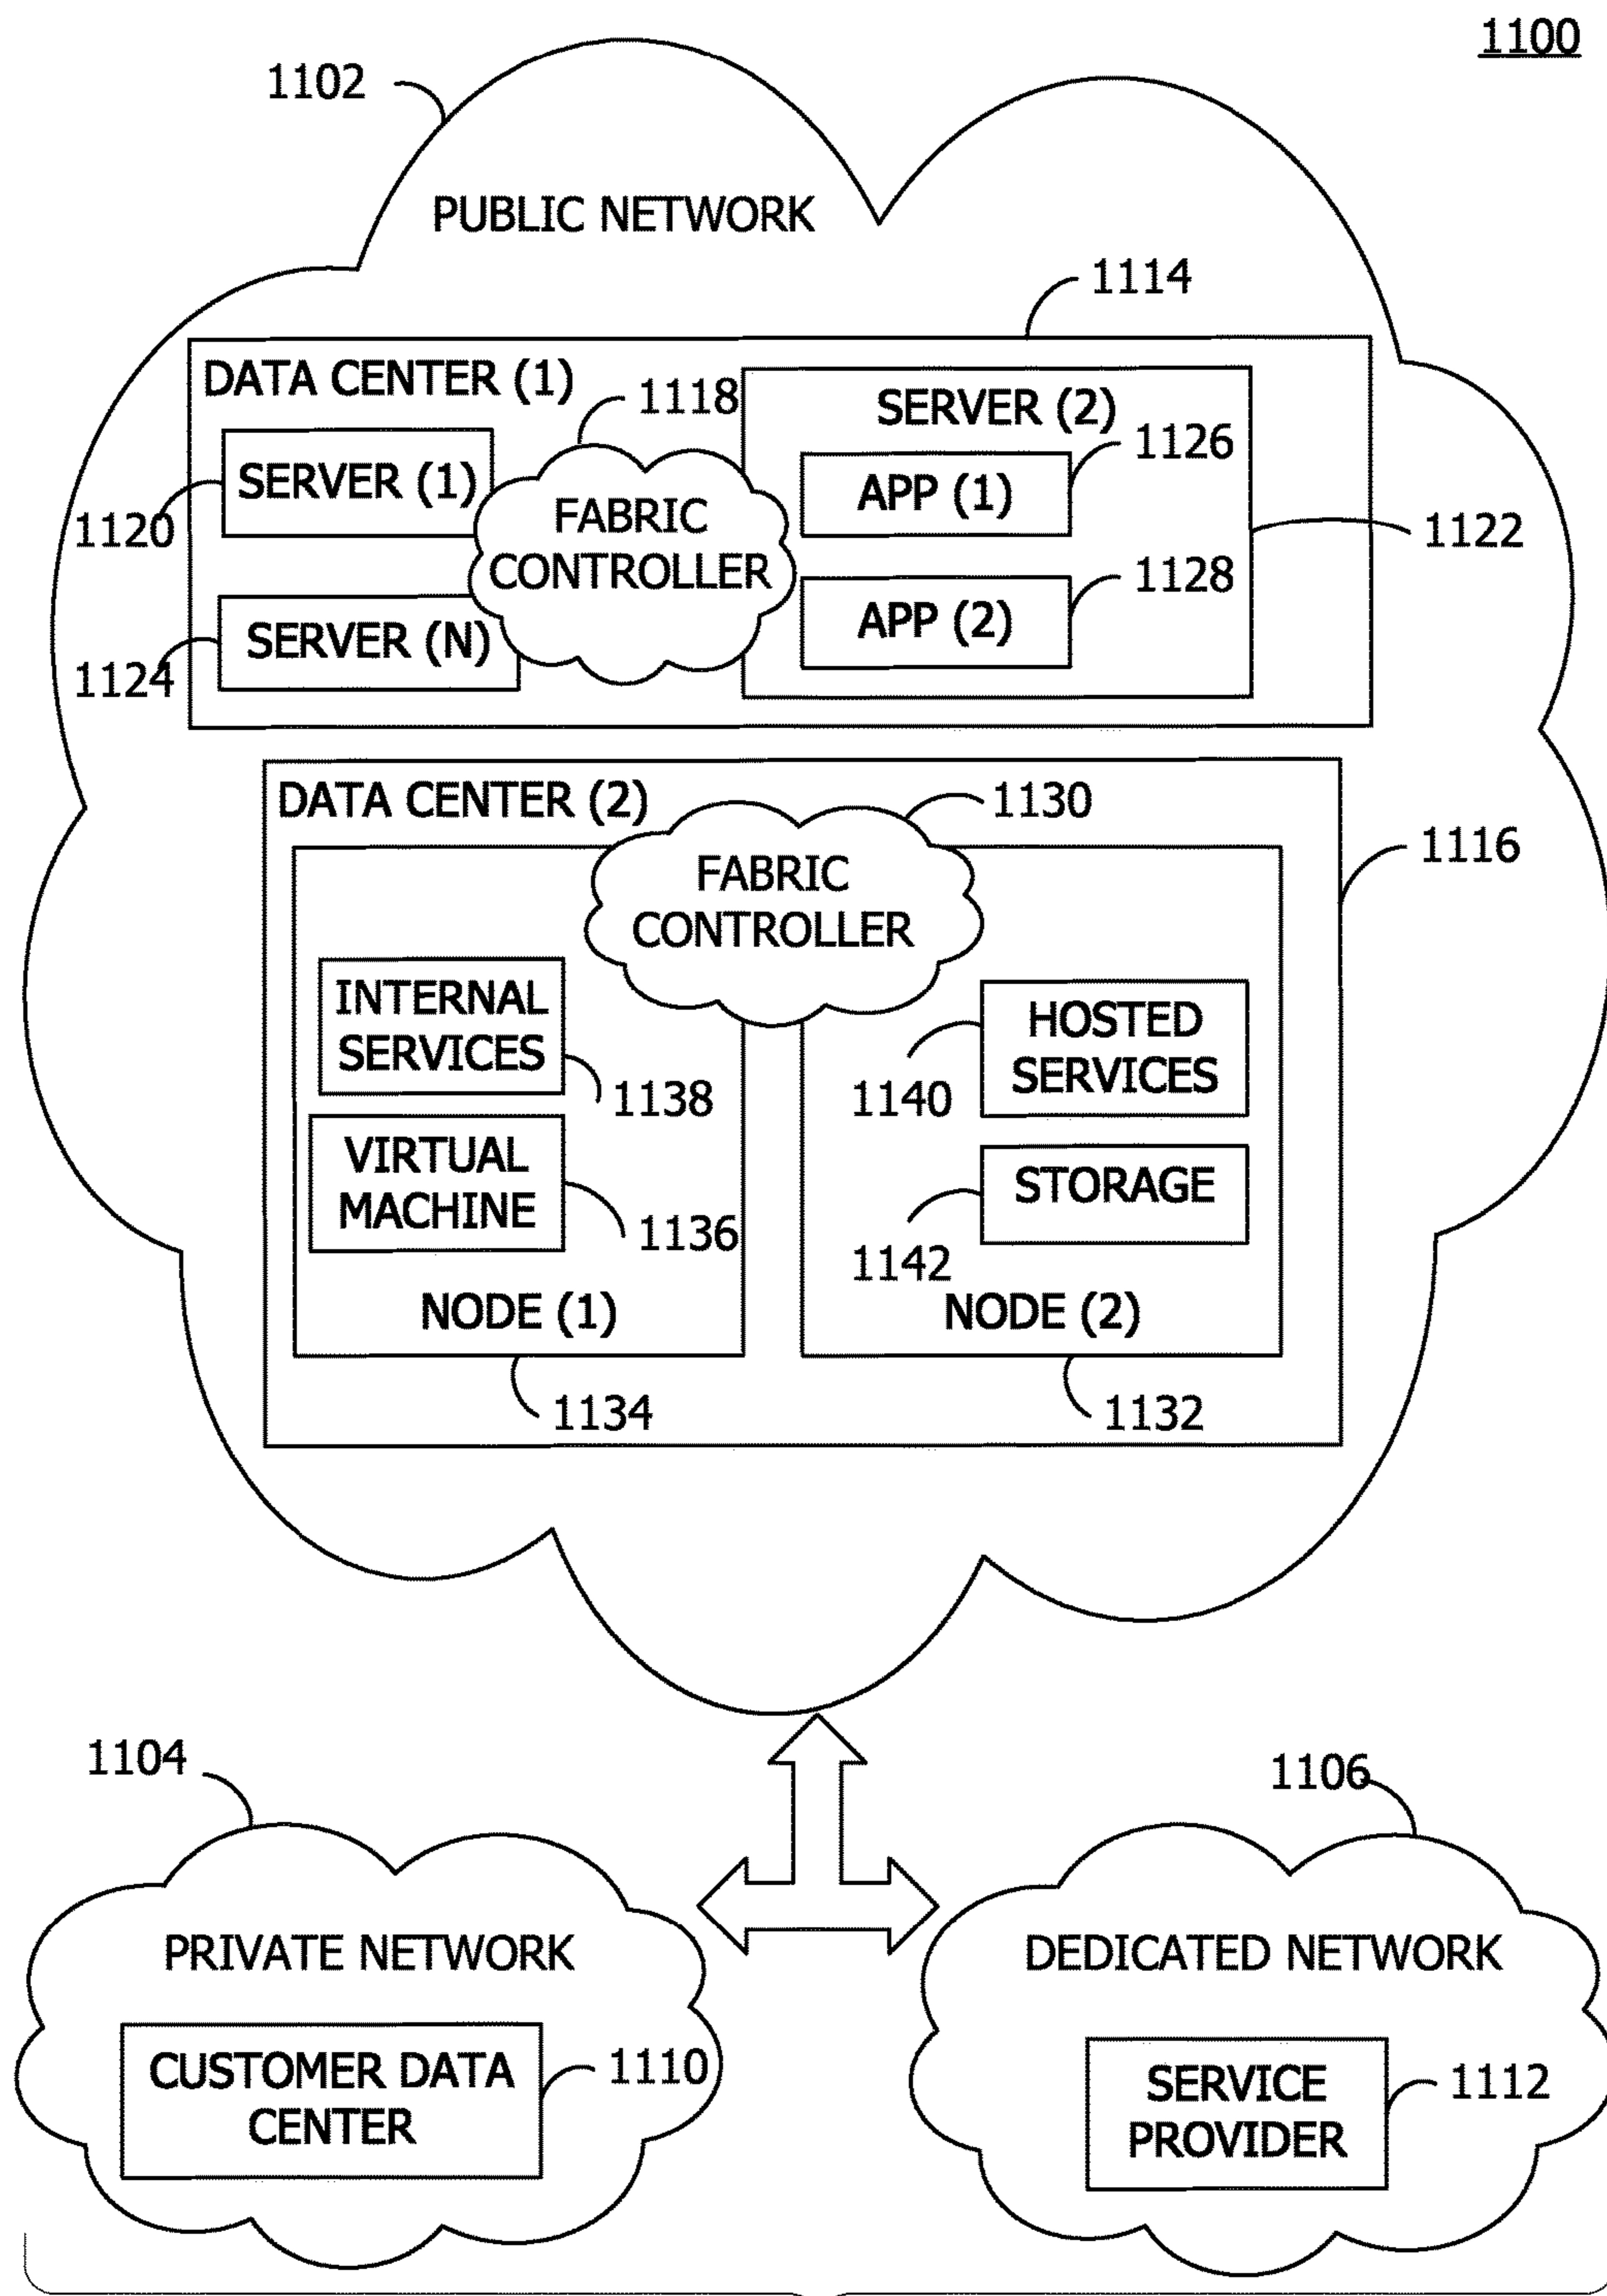 1100
1102
PUBLIC NETWORK
1114
DATA CENTER (1)
1118
SERVER (2)
1126
SERVER (1)
APP (1)
FABRIC
CONTROLLER
1120
1122
1128
SERVER (N)
APP (2)
1124
DATA CENTER (2)
1130
1116
FABRIC
CONTROLLER
INTERNAL
SERVICES
HOSTED
SERVICES
1138
1140
VIRTUAL
MACHINE
STORAGE
1136
1142
NODE (1)
NODE (2)
1134
1132
1104
1106
PRIVATE NETWORK
DEDICATED NETWORK
CUSTOMER DATA
CENTER
1110
SERVICE
PROVIDER
1112